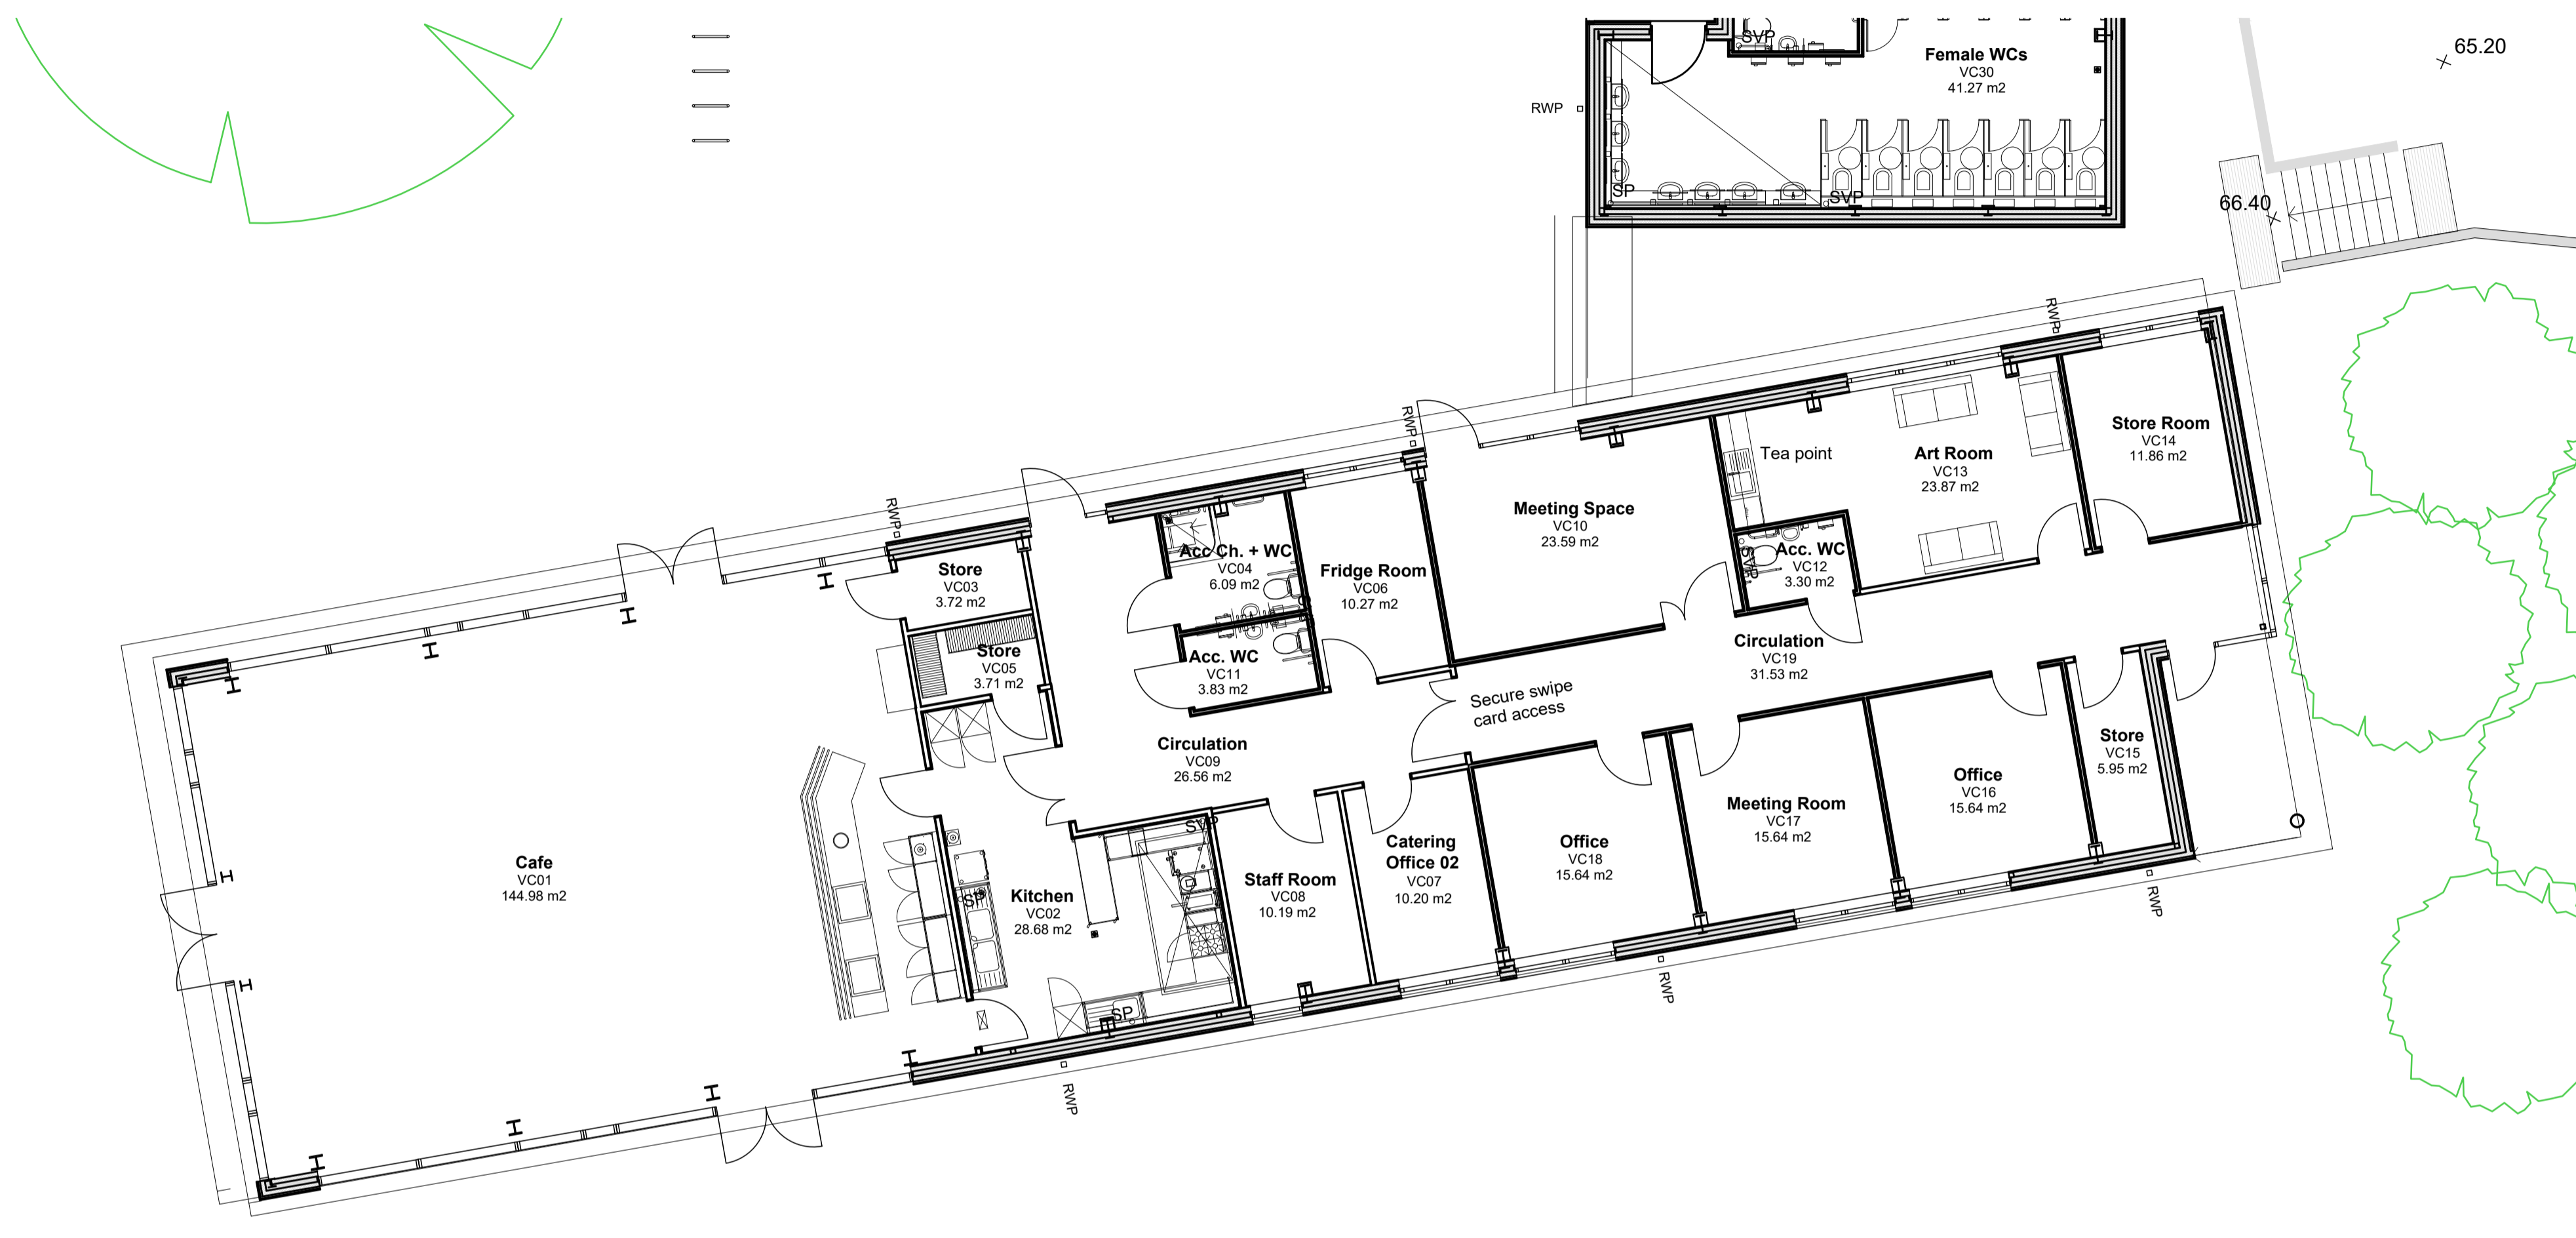 SVP
Female WCs
VC30
41.27 m2
65.20
RWP
SP
SVP
66.40
RWP
RWP
RWP
Store Room
VC14
11.86 m2
Tea point
Art Room
VC13
23.87 m2
Meeting Space
VC10
23.59 m2
Acc Ch. + WC
VC04
6.09 m2
Store
VC03
3.72 m2
Fridge Room
VC06
10.27 m2
SVP
Acc. WC
VC12
3.30 m2
Store
VC05
3.71 m2
Acc. WC
VC11
3.83 m2
Circulation
VC19
31.53 m2
Secure swipe
card access
Circulation
VC09
26.56 m2
Store
VC15
5.95 m2
Office
VC16
15.64 m2
Meeting Room
VC17
15.64 m2
Office
VC18
15.64 m2
Catering
Office 02
VC07
10.20 m2
Staff Room
VC08
10.19 m2
SVP
Kitchen
VC02
28.68 m2
SP
Cafe
VC01
144.98 m2
SP
RWP
RWP
RWP